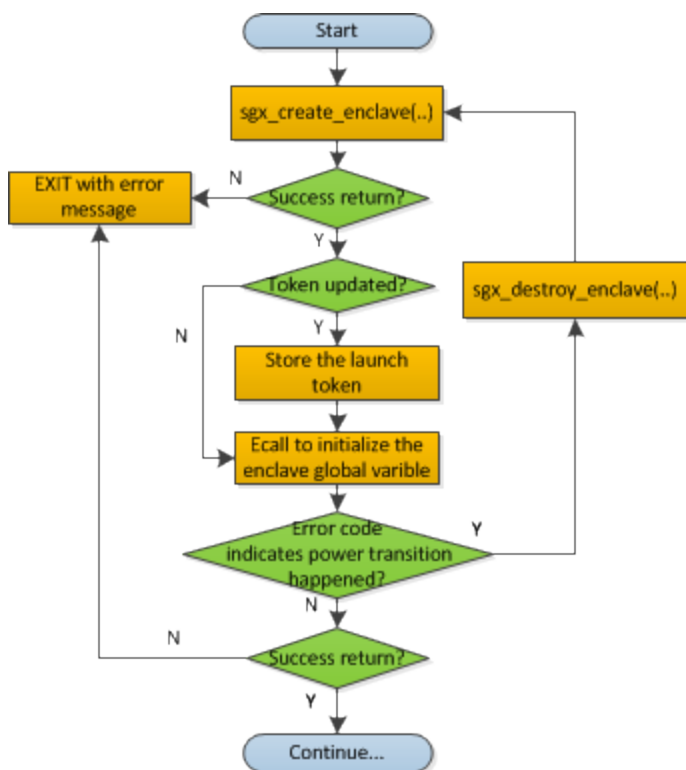 Start
sgx_create_enclave(..)
N
EXIT with error
message
Success return?
Y
Token updated?
sgx_destroy_enclave(..)
N
Y
Store the launch
token
Ecall to initialize the
enclave global varible
Error code
indicates power transition
happened?
Y
N
N
Success return?
Y
Continue...